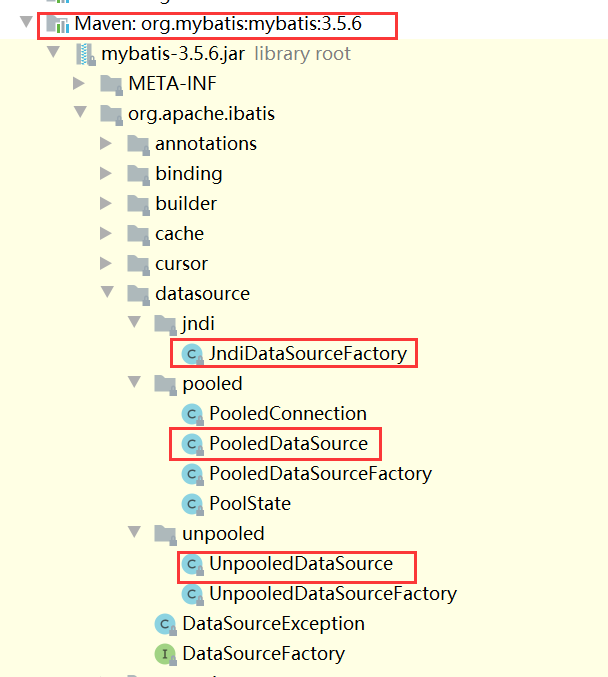 Maven: org.mybatis:mybatis:3.5.6
mybatis-3.5.6.jar library root
META-INF
org.apache.ibatis
annotations
binding
builder
cache
cursor
datasource
jndi
C JndiDataSourceFactory
pooled
C PooledConnection
C PooledDataSource
C PooledDataSourceFactory
C PoolState
unpooled
C UnpooledDataSource
C UnpooledDataSourceFactory
C DataSourceException
I DataSourceFactory